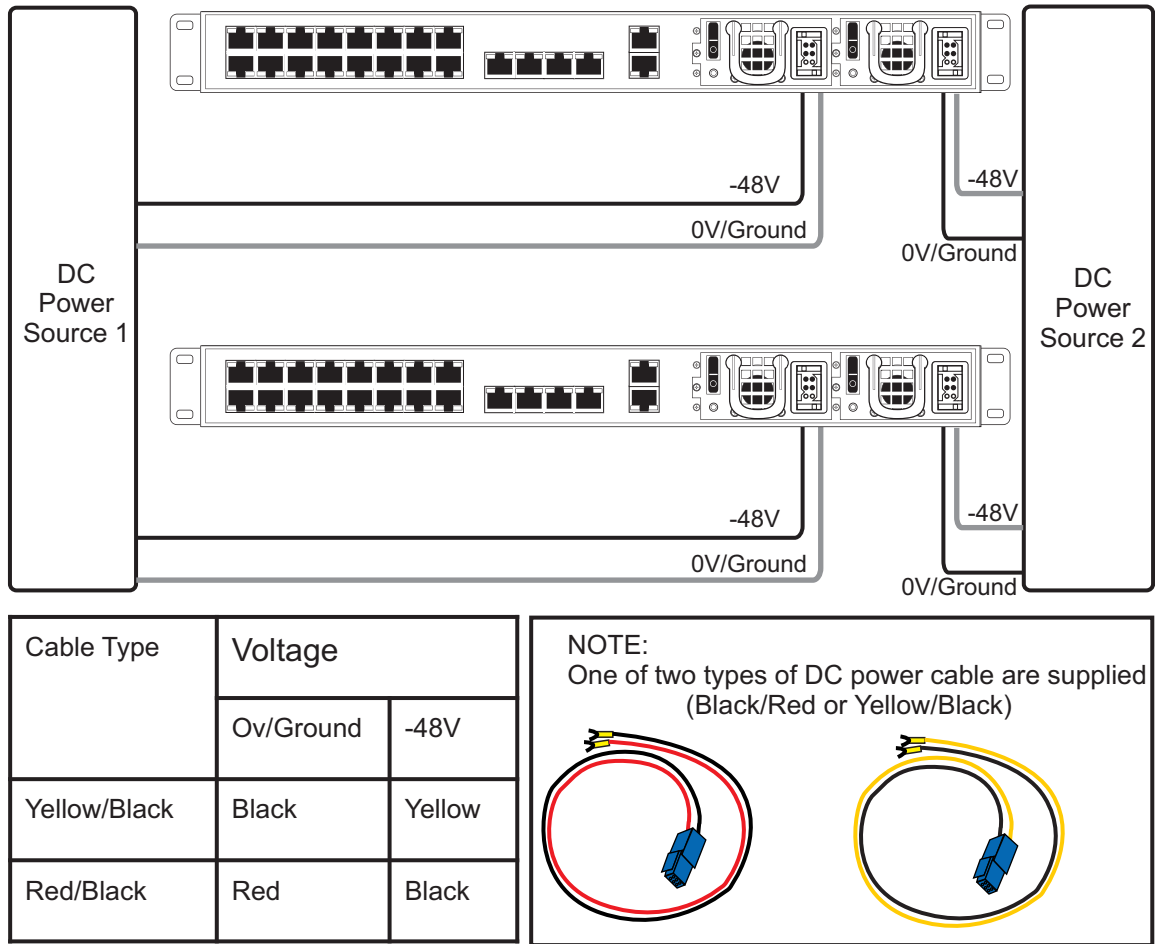 -48V
-48V
0V/Ground
0V/Ground
DC
Power
Source 1
DC
Power
Source 2
-48V
-48V
0V/Ground
0V/Ground
Cable Type
Voltage
Ov/Ground
-48V
Yellow/Black
Black
Yellow
Red/Black
Red
Black
NOTE:
One of two types of DC power cable are supplied
(Black/Red or Yellow/Black)